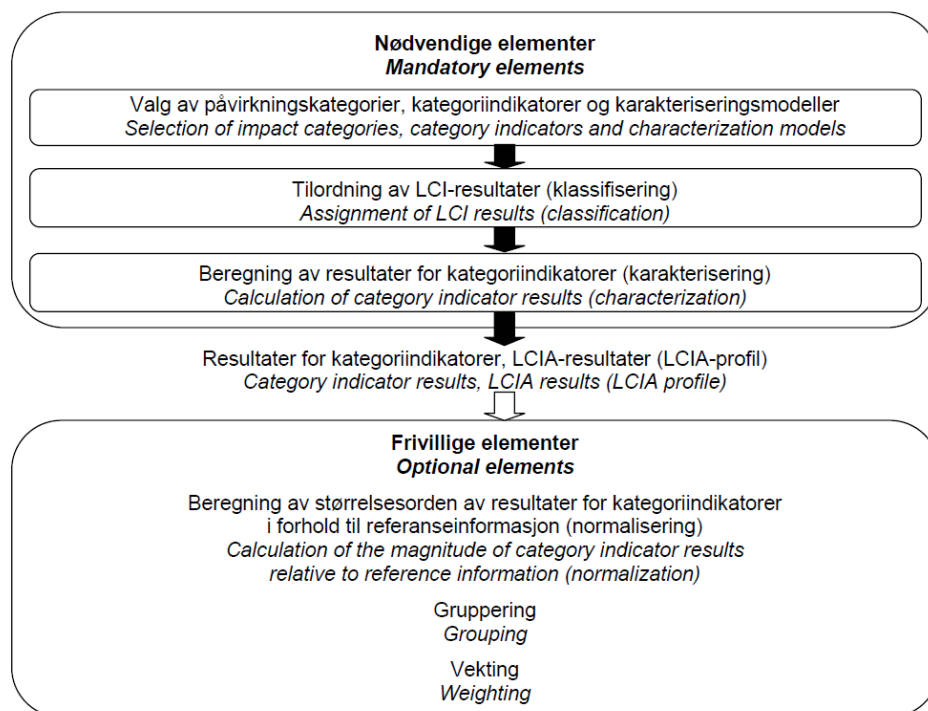 Nødvendige elementer
Mandatory elements
Valg av påvirkningskategorier, kategoriindikatorer og karakteriseringsmodeller
Selection of impact categories, category indicators and characterization models
Tilordning av LCI-resultater (klassifisering)
Assignment of LCI results (classification)
Beregning av resultater for kategoriindikatorer (karakterisering)
Calculation of category indicator results (characterization)
Resultater for kategoriindikatorer, LCIA-resultater (LCIA-profil)
Category indicator results, LCIA results (LCIA profile)
Frivillige elementer
Optional elements
Beregning av størrelsesorden av resultater for kategoriindikatorer
i forhold til referanseinformasjon (normalisering)
Calculation of the magnitude of category indicator results
relative to reference information (normalization)
Gruppering
Grouping
Vekting
Weighting